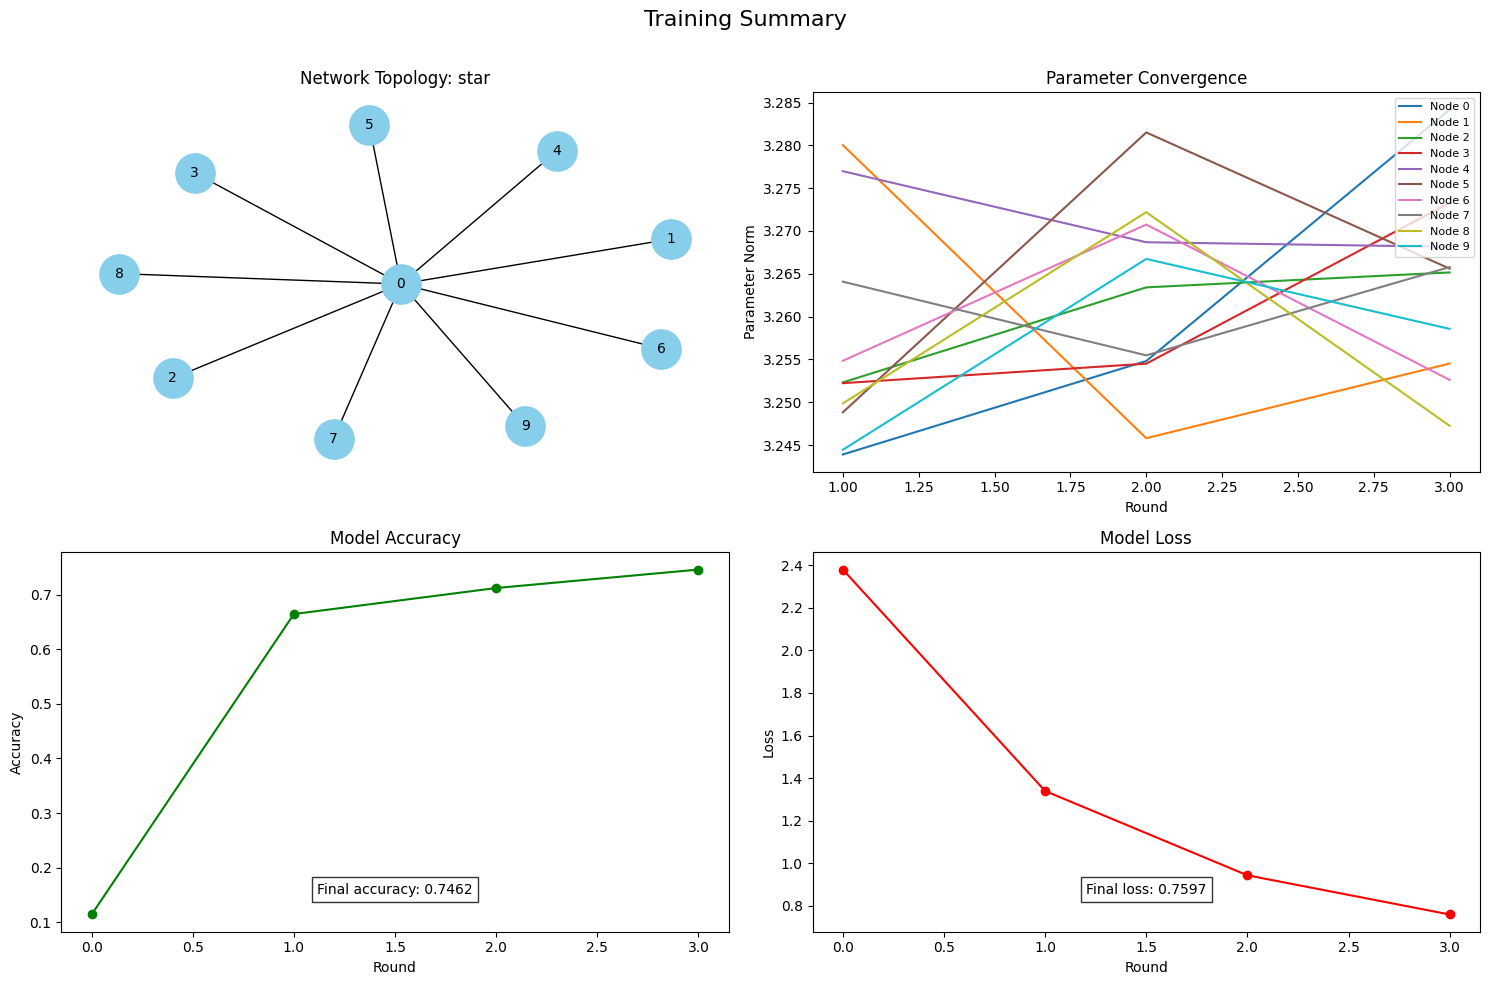 Training Summary
Network Topology: star
5
4
3
1
8
0
6
2
9
7
Parameter Convergence
Parameter Norm
3.285
3.280
3.275
3.270
3.265
3.260
3.255
3.250
3.245
Node 0
Node 1
Node 2
Node 3
Node 4
Node 5
Node 6
Node 7
Node 8
Node 9
1.00 1.25 1.50 1.75 2.00 2.25 2.50 2.75 3.00
Round
Model Accuracy
Accuracy
0.7
0.6
0.5
0.4
0.3
0.2
0.1
Final accuracy: 0.7462
0.0 0.5 1.0 1.5 2.0 2.5 3.0
Round
Model Loss
Loss
2.4
2.2
2.0
1.8
1.6
1.4
1.2
1.0
0.8
Final loss: 0.7597
0.0 0.5 1.0 1.5 2.0 2.5 3.0
Round